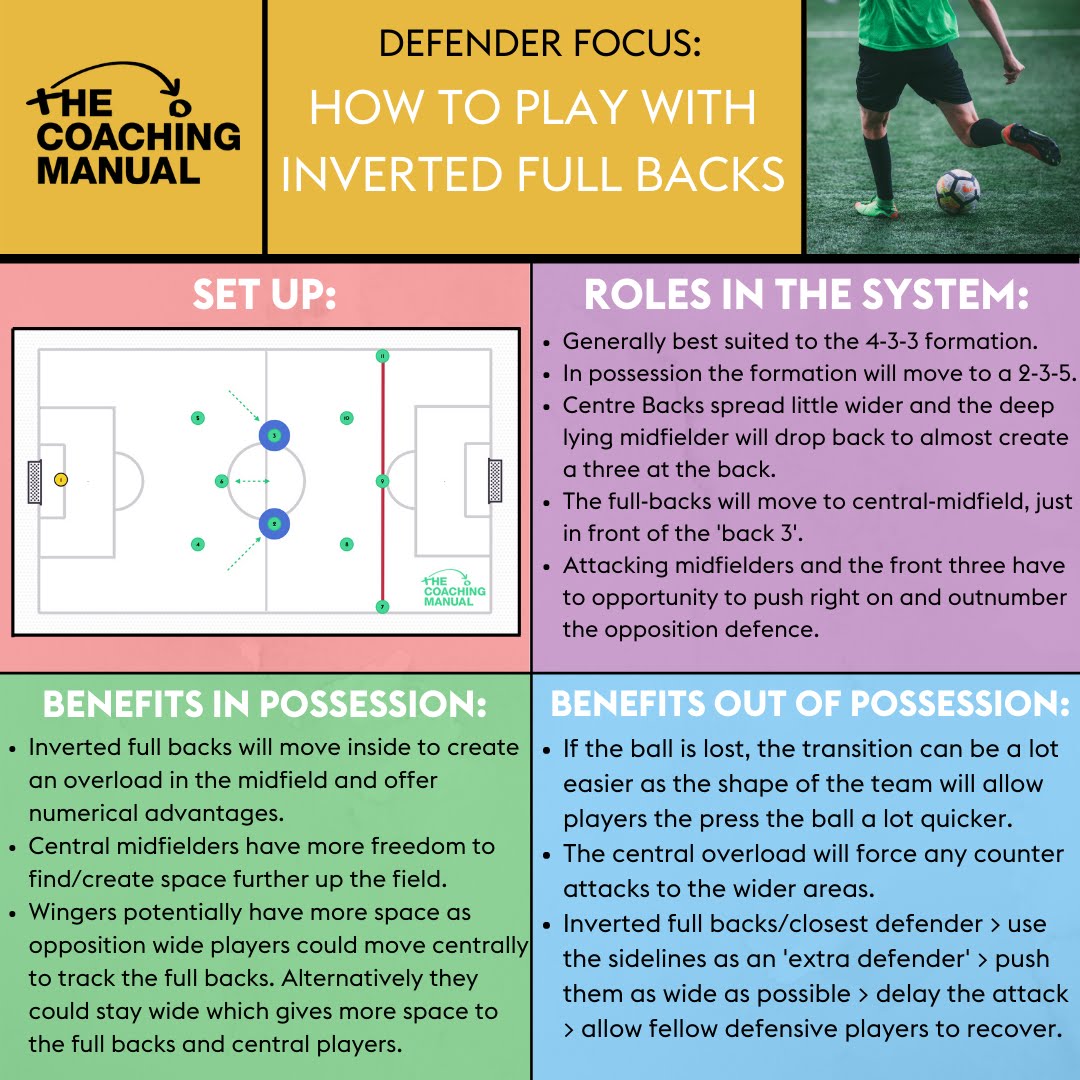 THE
COACHING
MANUAL
DEFENDER FOCUS:
HOW TO PLAY WITH
INVERTED FULL BACKS
SET UP:
11
5
10
3
1
6
9
2
4
8
7
THE
COACHING
MANUAL
ROLES IN THE SYSTEM:
• Generally best suited to the 4-3-3 formation.
• In possession the formation will move to a 2-3-5.
• Centre Backs spread little wider and the deep
lying midfielder will drop back to almost create
a three at the back.
• The full-backs will move to central-midfield, just
in front of the 'back 3'.
• Attacking midfielders and the front three have
to opportunity to push right on and outnumber
the opposition defence.
BENEFITS IN POSSESSION:
• Inverted full backs will move inside to create
an overload in the midfield and offer
numerical advantages.
• Central midfielders have more freedom to
find/create space further up the field.
• Wingers potentially have more space as
opposition wide players could move centrally
to track the full backs. Alternatively they
could stay wide which gives more space to
the full backs and central players.
BENEFITS OUT OF POSSESSION:
• If the ball is lost, the transition can be a lot
easier as the shape of the team will allow
players the press the ball a lot quicker.
• The central overload will force any counter
attacks to the wider areas.
• Inverted full backs/closest defender > use
the sidelines as an 'extra defender' > push
them as wide as possible > delay the attack
> allow fellow defensive players to recover.